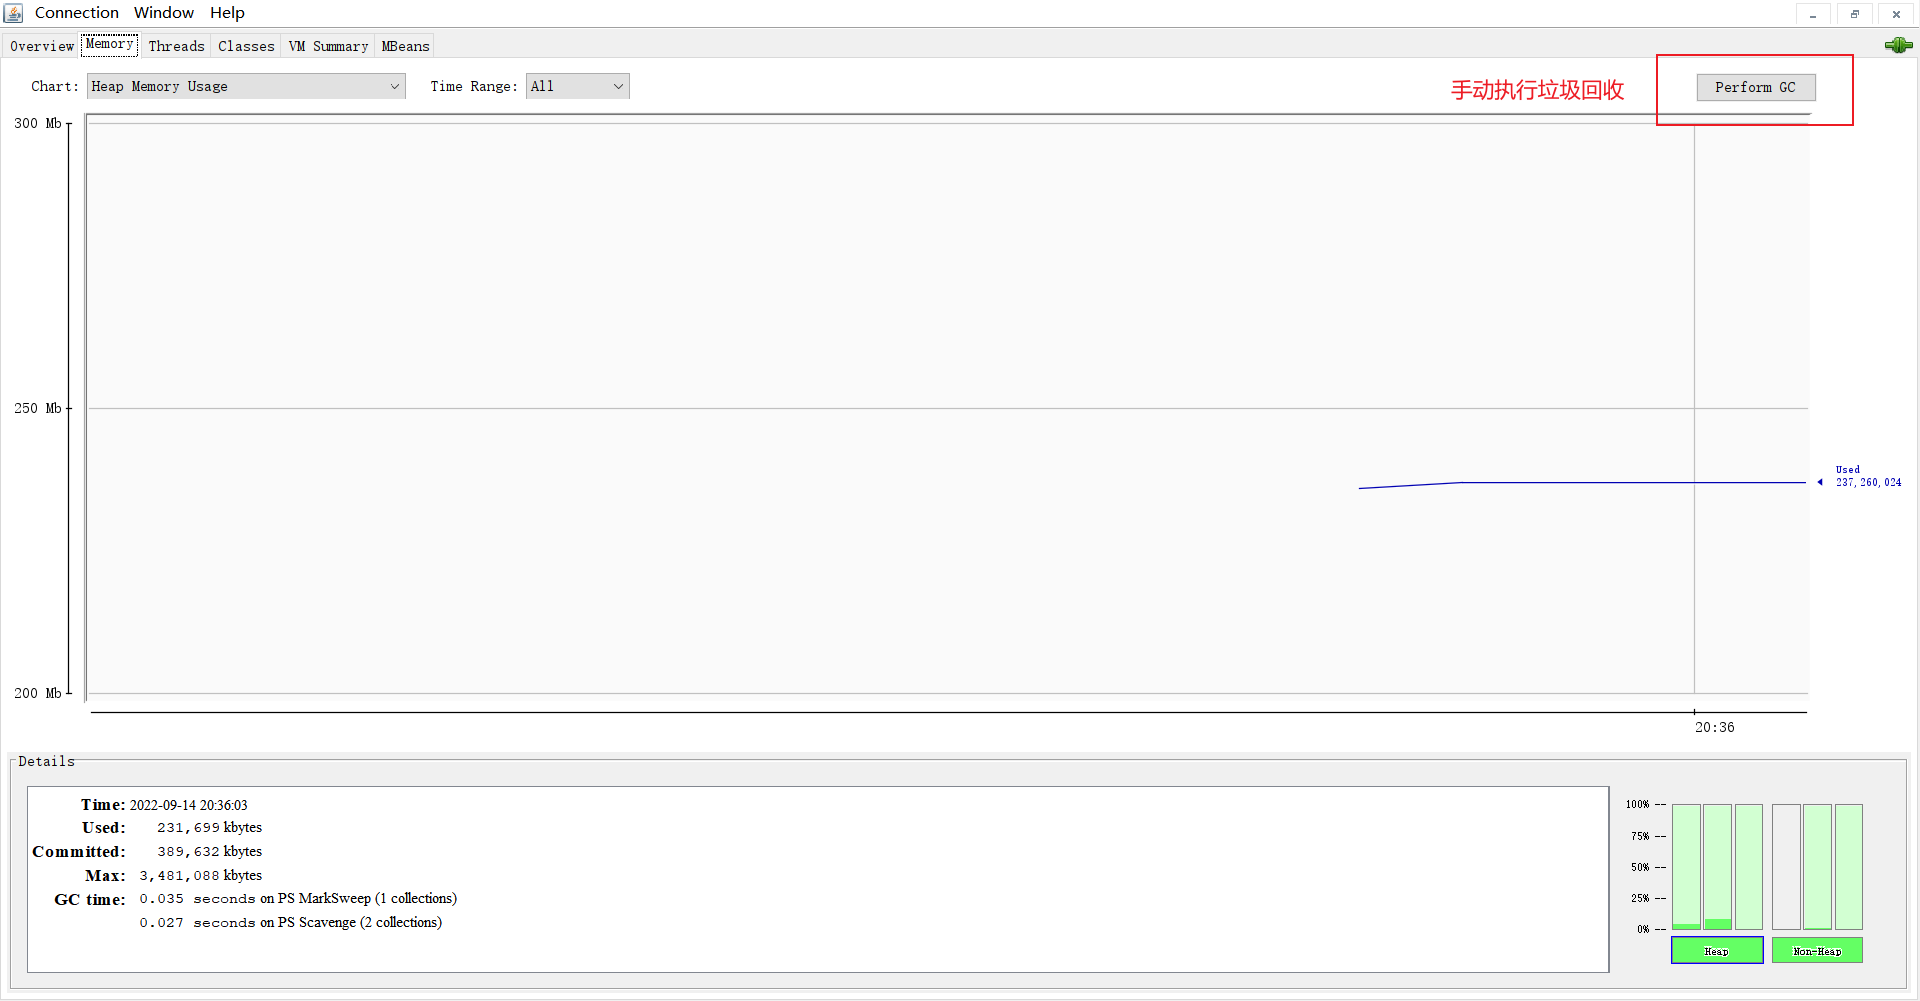 Connection Window Help
Overview Memory Threads Classes VM Summary MBeans
Chart: Heap Memory Usage Time Range: All 手动执行垃圾回收 Perform GC
300 Mb
250 Mb
Used
237,260,024
200 Mb
20:36
Details
Time: 2022-09-14 20:36:03
Used: 231,699 kbytes
Committed: 389,632 kbytes
Max: 3,481,088 kbytes
GC time: 0.035 seconds on PS MarkSweep (1 collections)
0.027 seconds on PS Scavenge (2 collections)
100% --
75% --
50% --
25% --
0% --
Heap Non-Heap